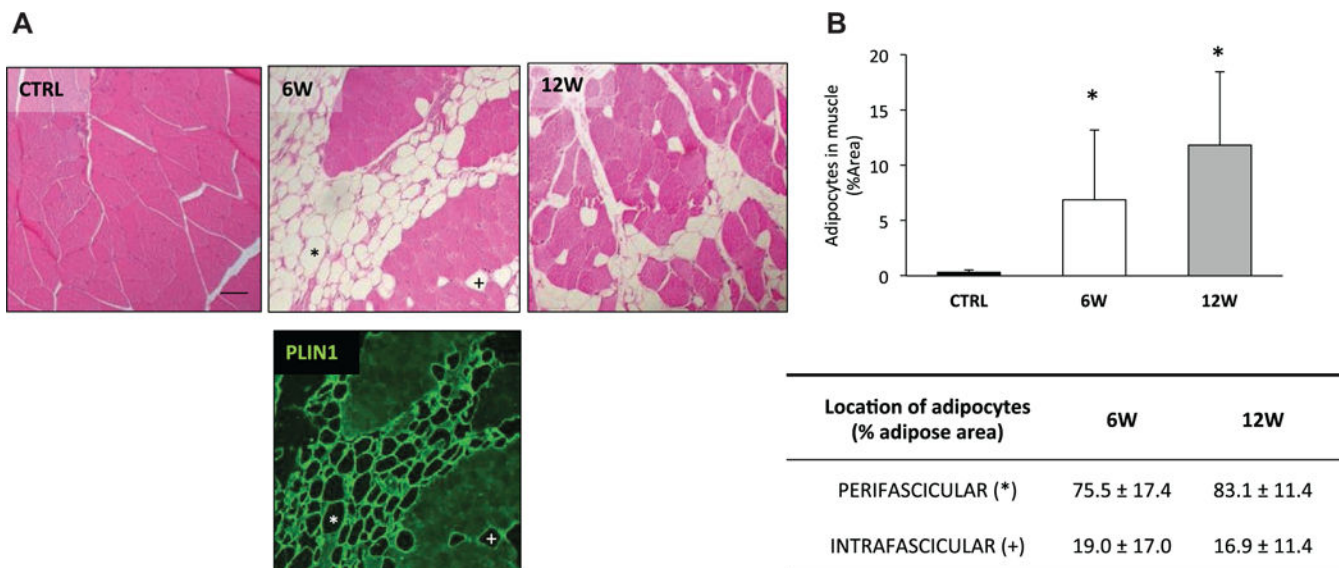 A
CTRL
6W
*
+
12W
PLIN1
*
+
B
Adipocytes in muscle
(%Area)
20
15
10
5
0
*
*
CTRL 6W 12W
Location of adipocytes
(% adipose area) 6W 12W
PERIFASCICULAR (*) 75.5 ± 17.4 83.1 ± 11.4
INTRAFASCICULAR (+) 19.0 ± 17.0 16.9 ± 11.4